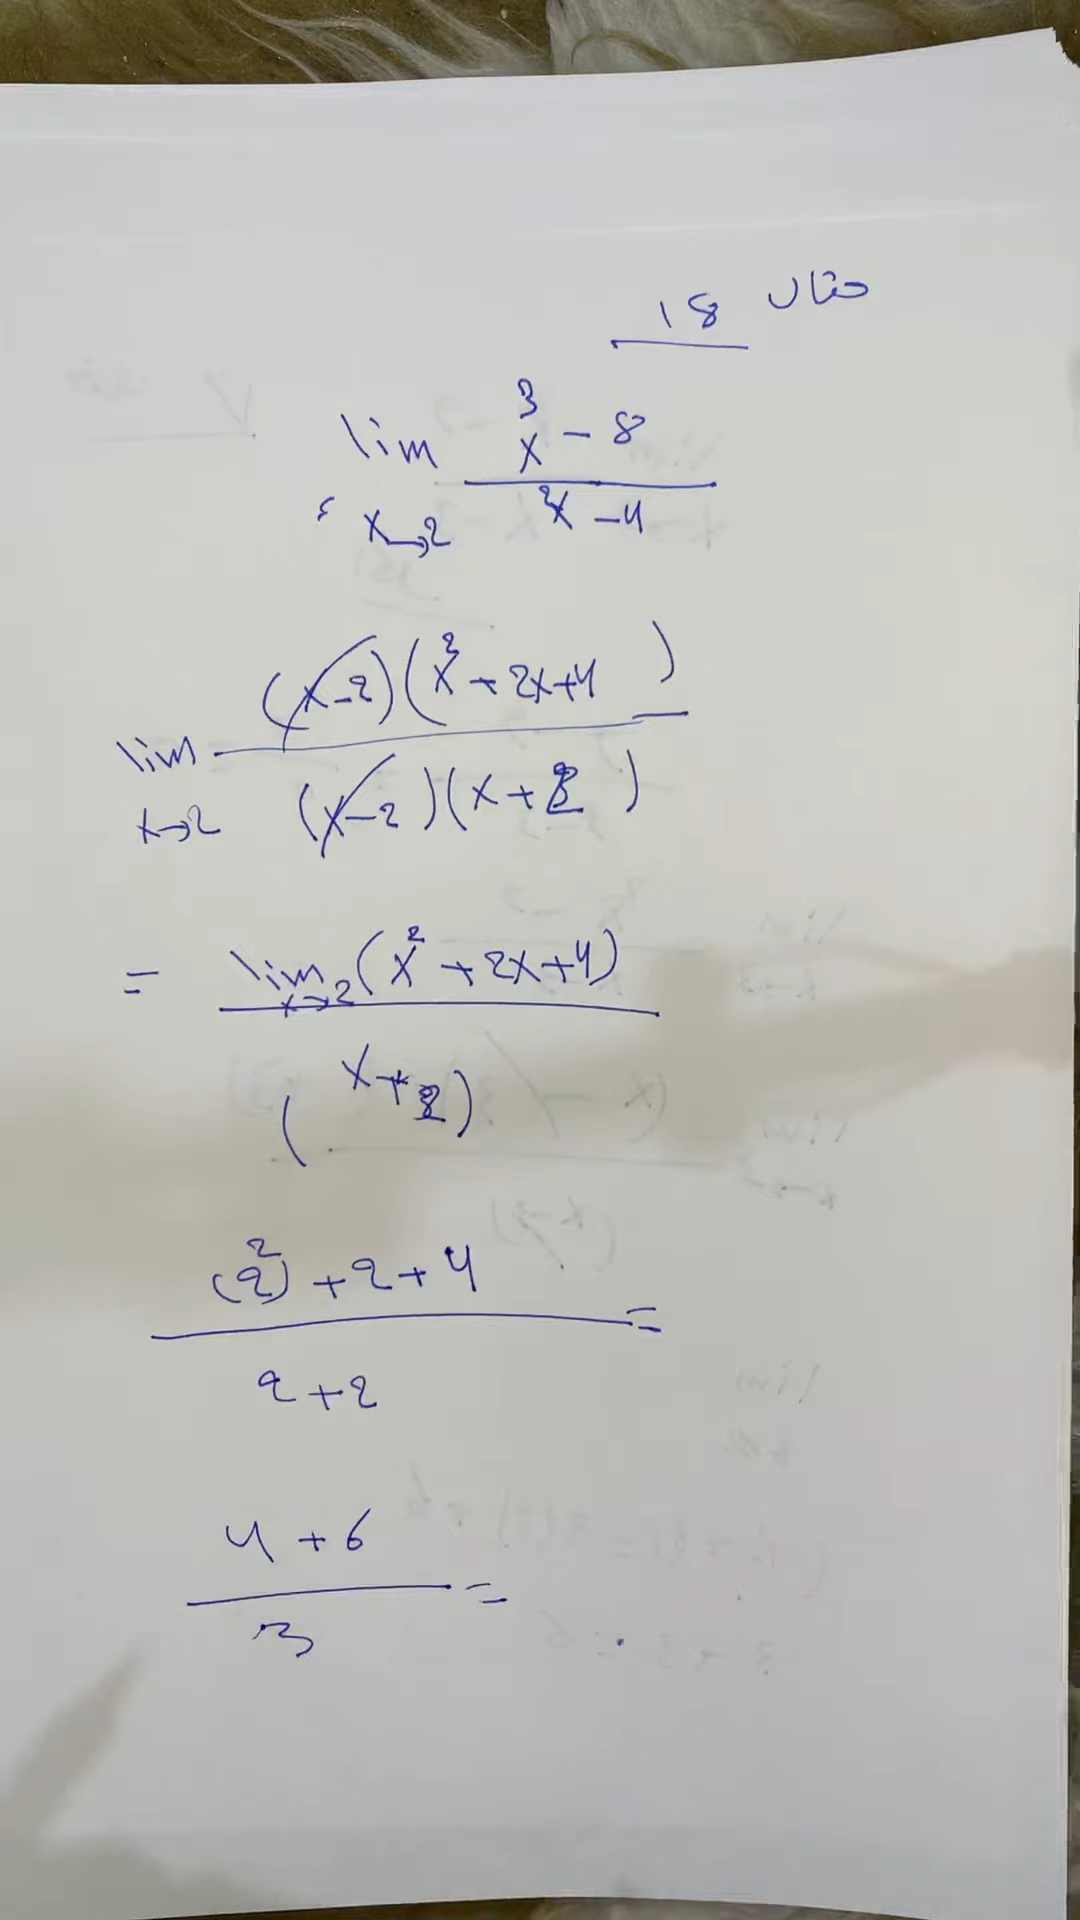 مثال 18
lim x³ - 8
x→2 x² - 4
(x-2)(x² + 2x + 4)
lim
x→2 (x-2)(x+2)
= lim (x² + 2x + 4)
x→2
(x+2)
(2)² + 2 + 4 =
2 + 2
4 + 6 =
3